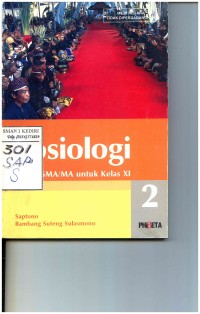 SMAN 1 KEDIRI
301
SAP
S
osiologi
SMA/MA untuk Kelas XI
2
Saptono
Bambang Suteng Sulasmono
PHIBETA